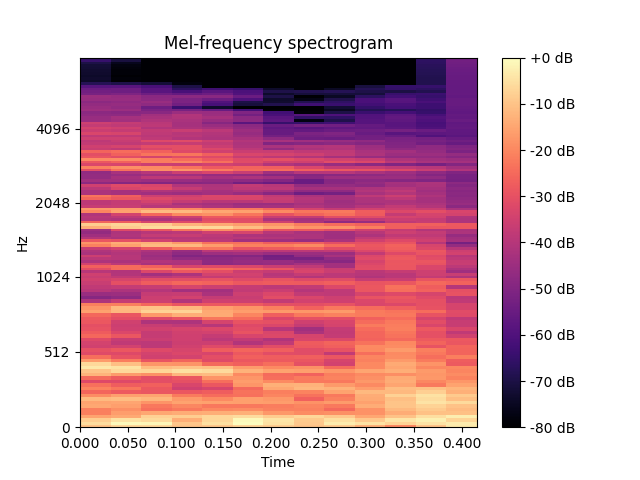 Mel-frequency spectrogram
Hz
4096
2048
1024
512
0
0.000 0.050 0.100 0.150 0.200 0.250 0.300 0.350 0.400
Time
+0 dB
-10 dB
-20 dB
-30 dB
-40 dB
-50 dB
-60 dB
-70 dB
-80 dB